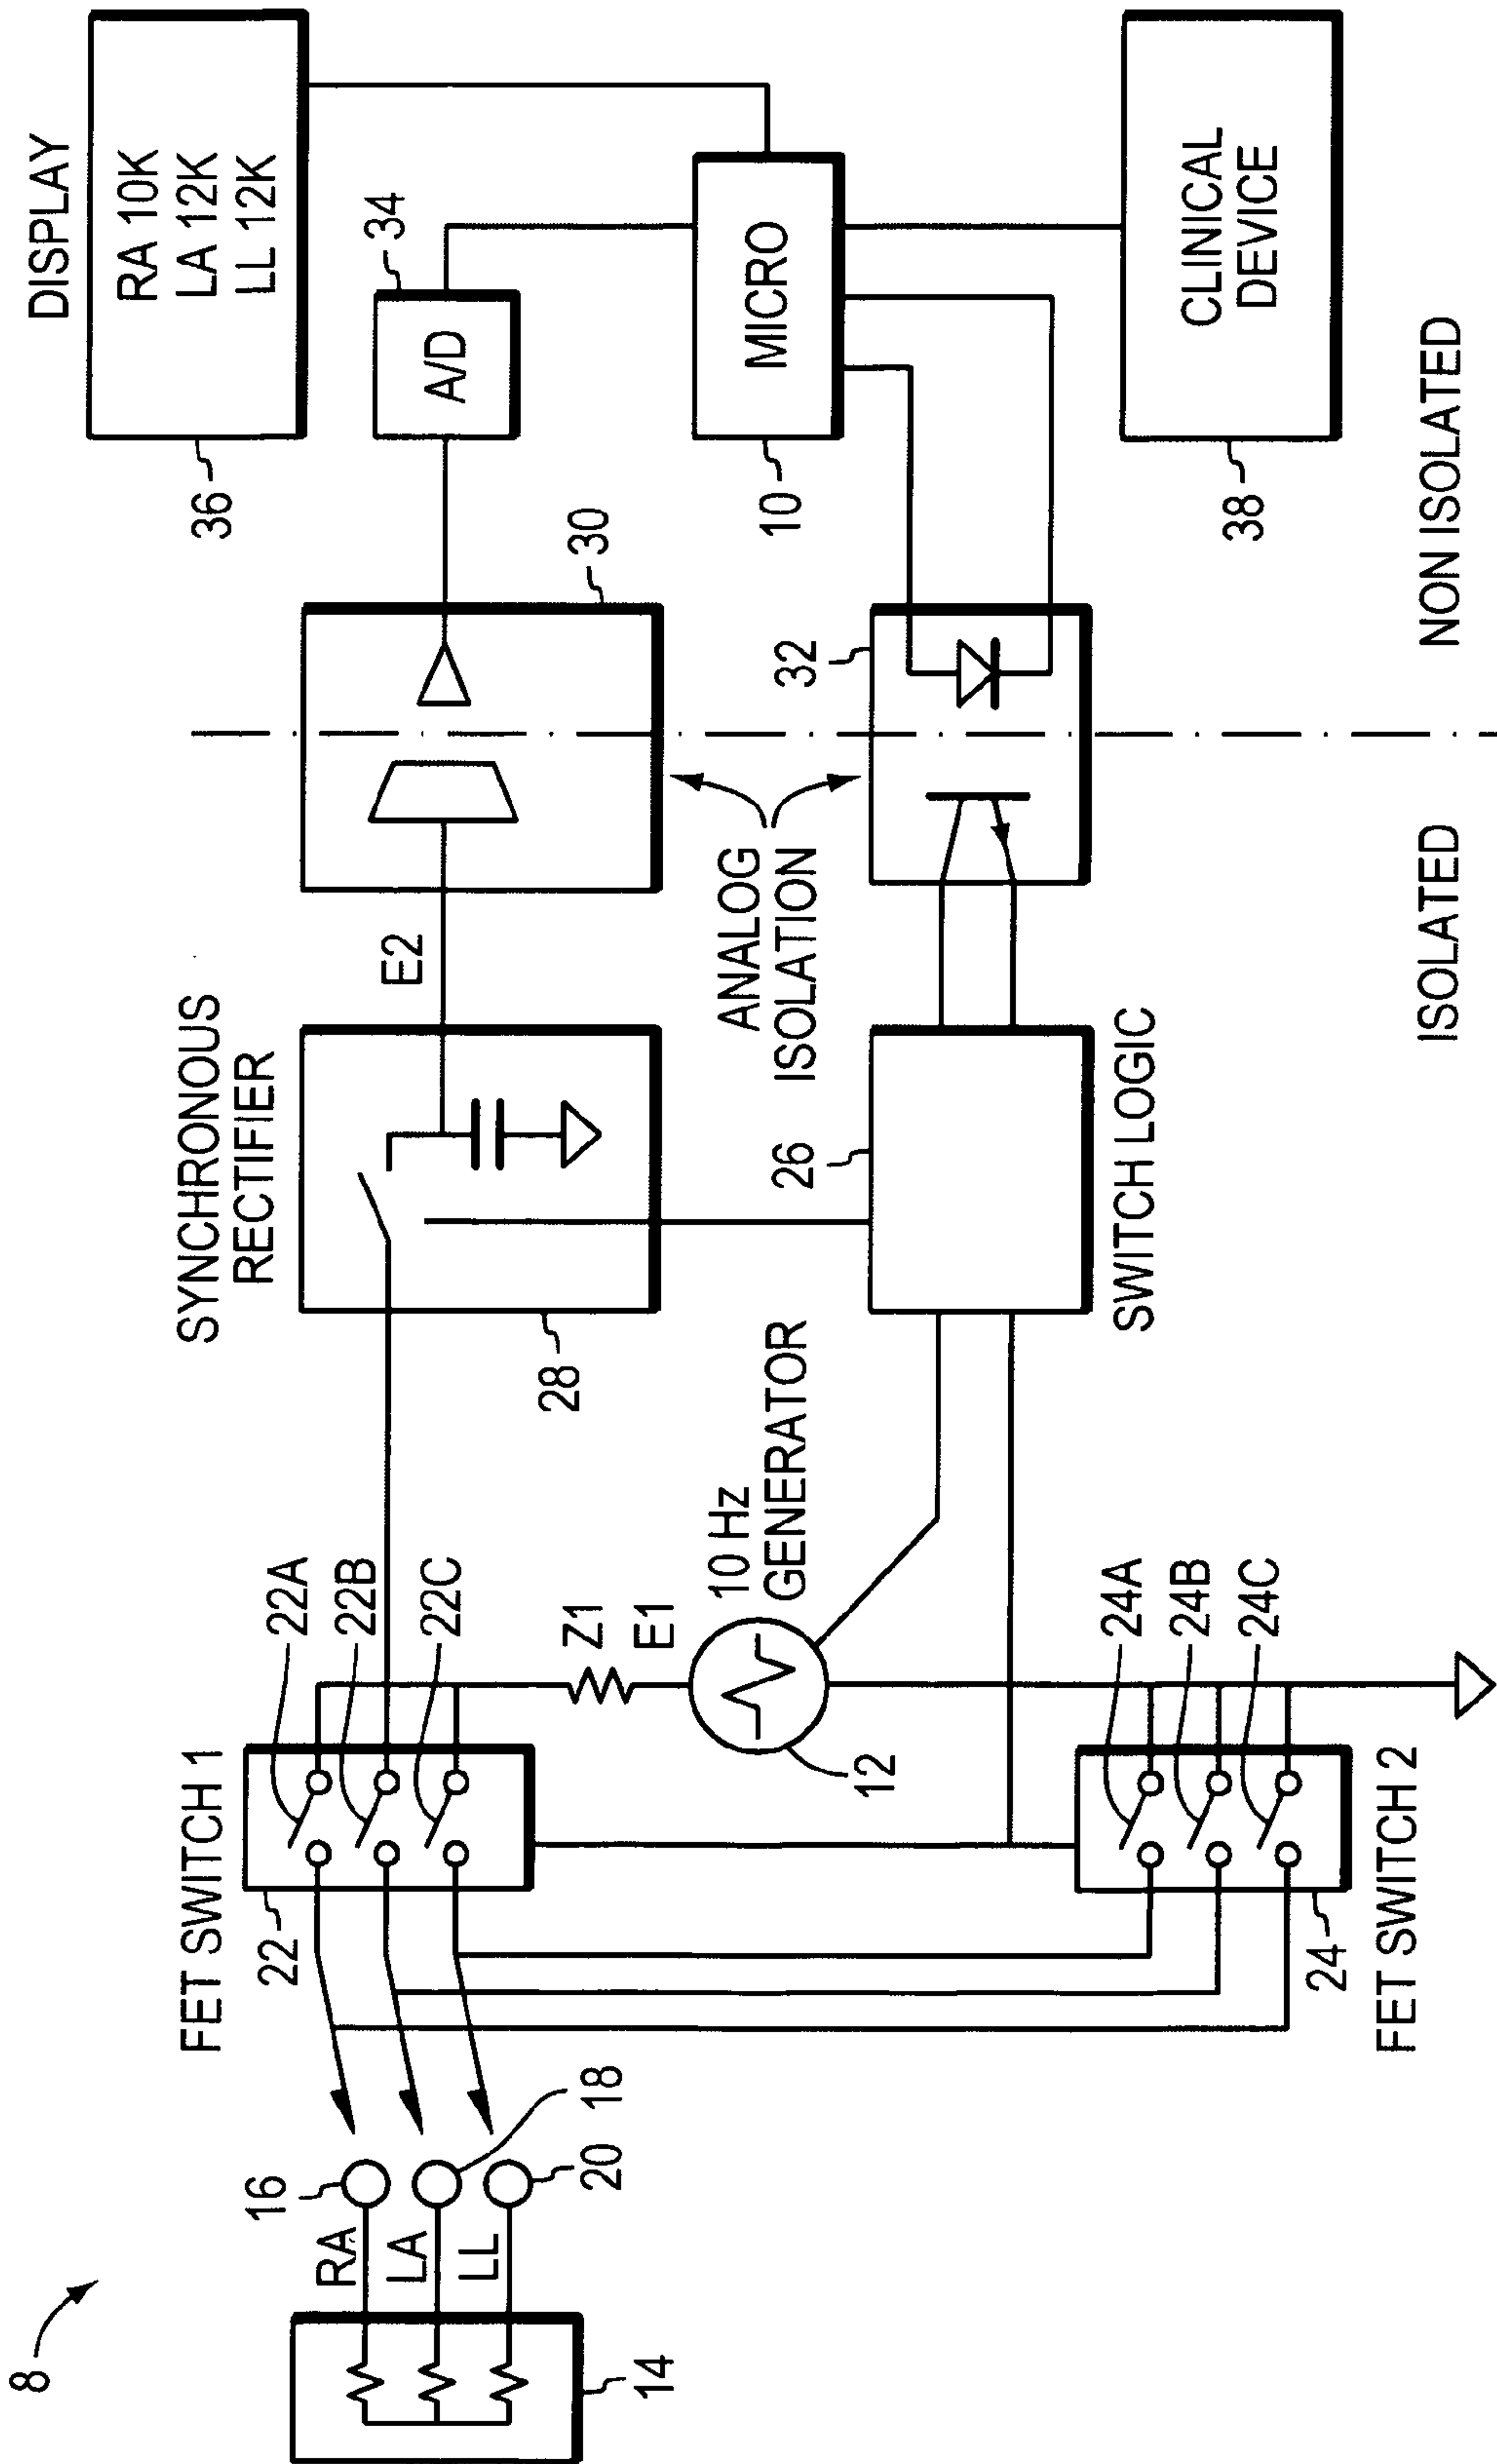 8
14
RA
LA
LL
16
18
20
FET SWITCH 1
22
22A
22B
22C
Z1
E1
10 Hz
GENERATOR
12
FET SWITCH 2
24
24A
24B
24C
SYNCHRONOUS
RECTIFIER
28
E2
26
SWITCH LOGIC
ANALOG
ISOLATION
30
32
ISOLATED
NON ISOLATED
DISPLAY
RA 10K
LA 12K
LL 12K
36
34
A/D
MICRO
10
CLINICAL
DEVICE
38